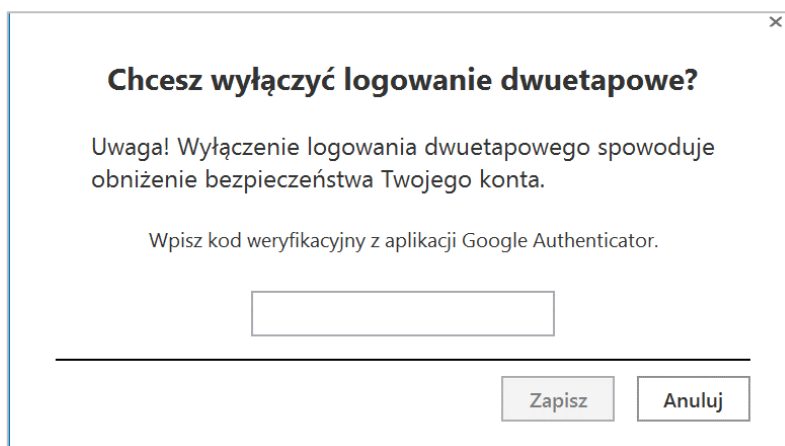 Chcesz wyłączyć logowanie dwuetapowe?
Uwaga! Wyłączenie logowania dwuetapowego spowoduje
obniżenie bezpieczeństwa Twojego konta.
Wpisz kod weryfikacyjny z aplikacji Google Authenticator.
Zapisz Anuluj